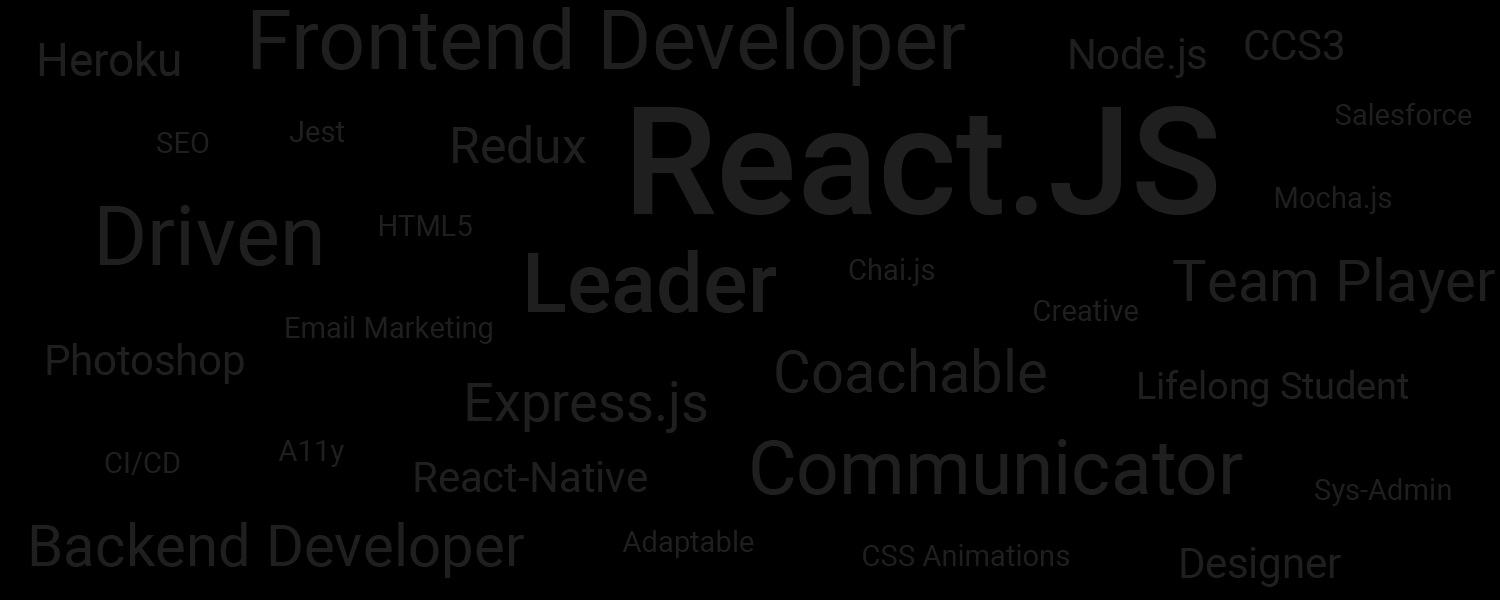 Frontend Developer
Heroku
Node.js
CCS3
Salesforce
SEO
Jest
Redux
React.JS
Mocha.js
Driven
HTML5
Leader
Chai.js
Team Player
Creative
Email Marketing
Photoshop
Coachable
Lifelong Student
Express.js
CI/CD
A11y
React-Native
Communicator
Sys-Admin
Backend Developer
Adaptable
CSS Animations
Designer